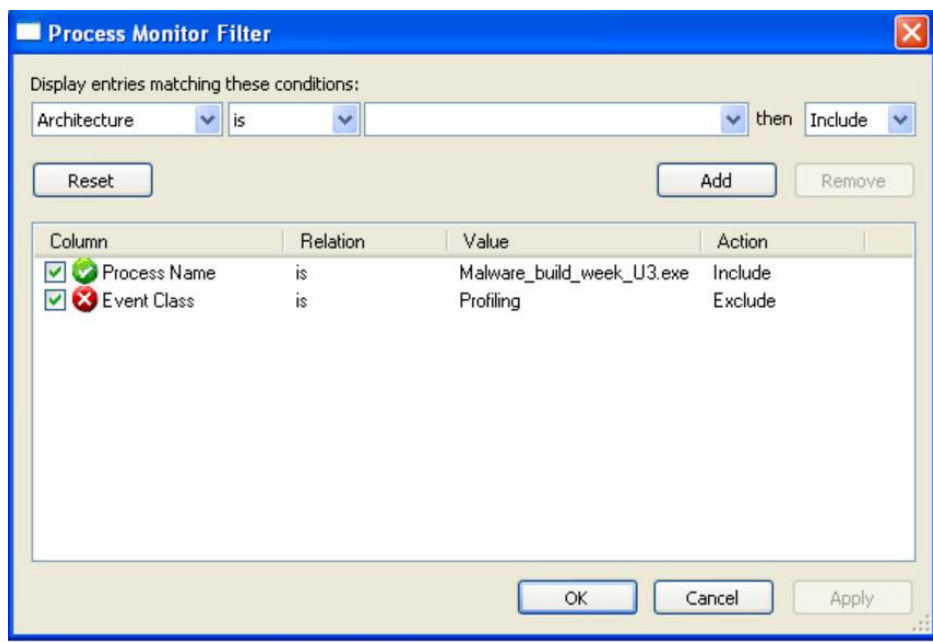 Process Monitor Filter
Display entries matching these conditions:
Architecture is then Include
Reset Add Remove
Column Relation Value Action
Process Name is Malware_build_week_U3.exe Include
Event Class is Profiling Exclude
OK Cancel Apply